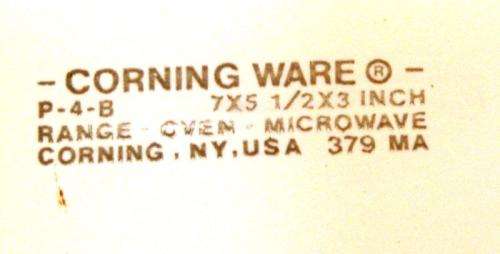 - CORNING WARE ® -
P-4-B 7X5 1/2X3 INCH
RANGE - OVEN - MICROWAVE
CORNING, NY, USA 379 MA